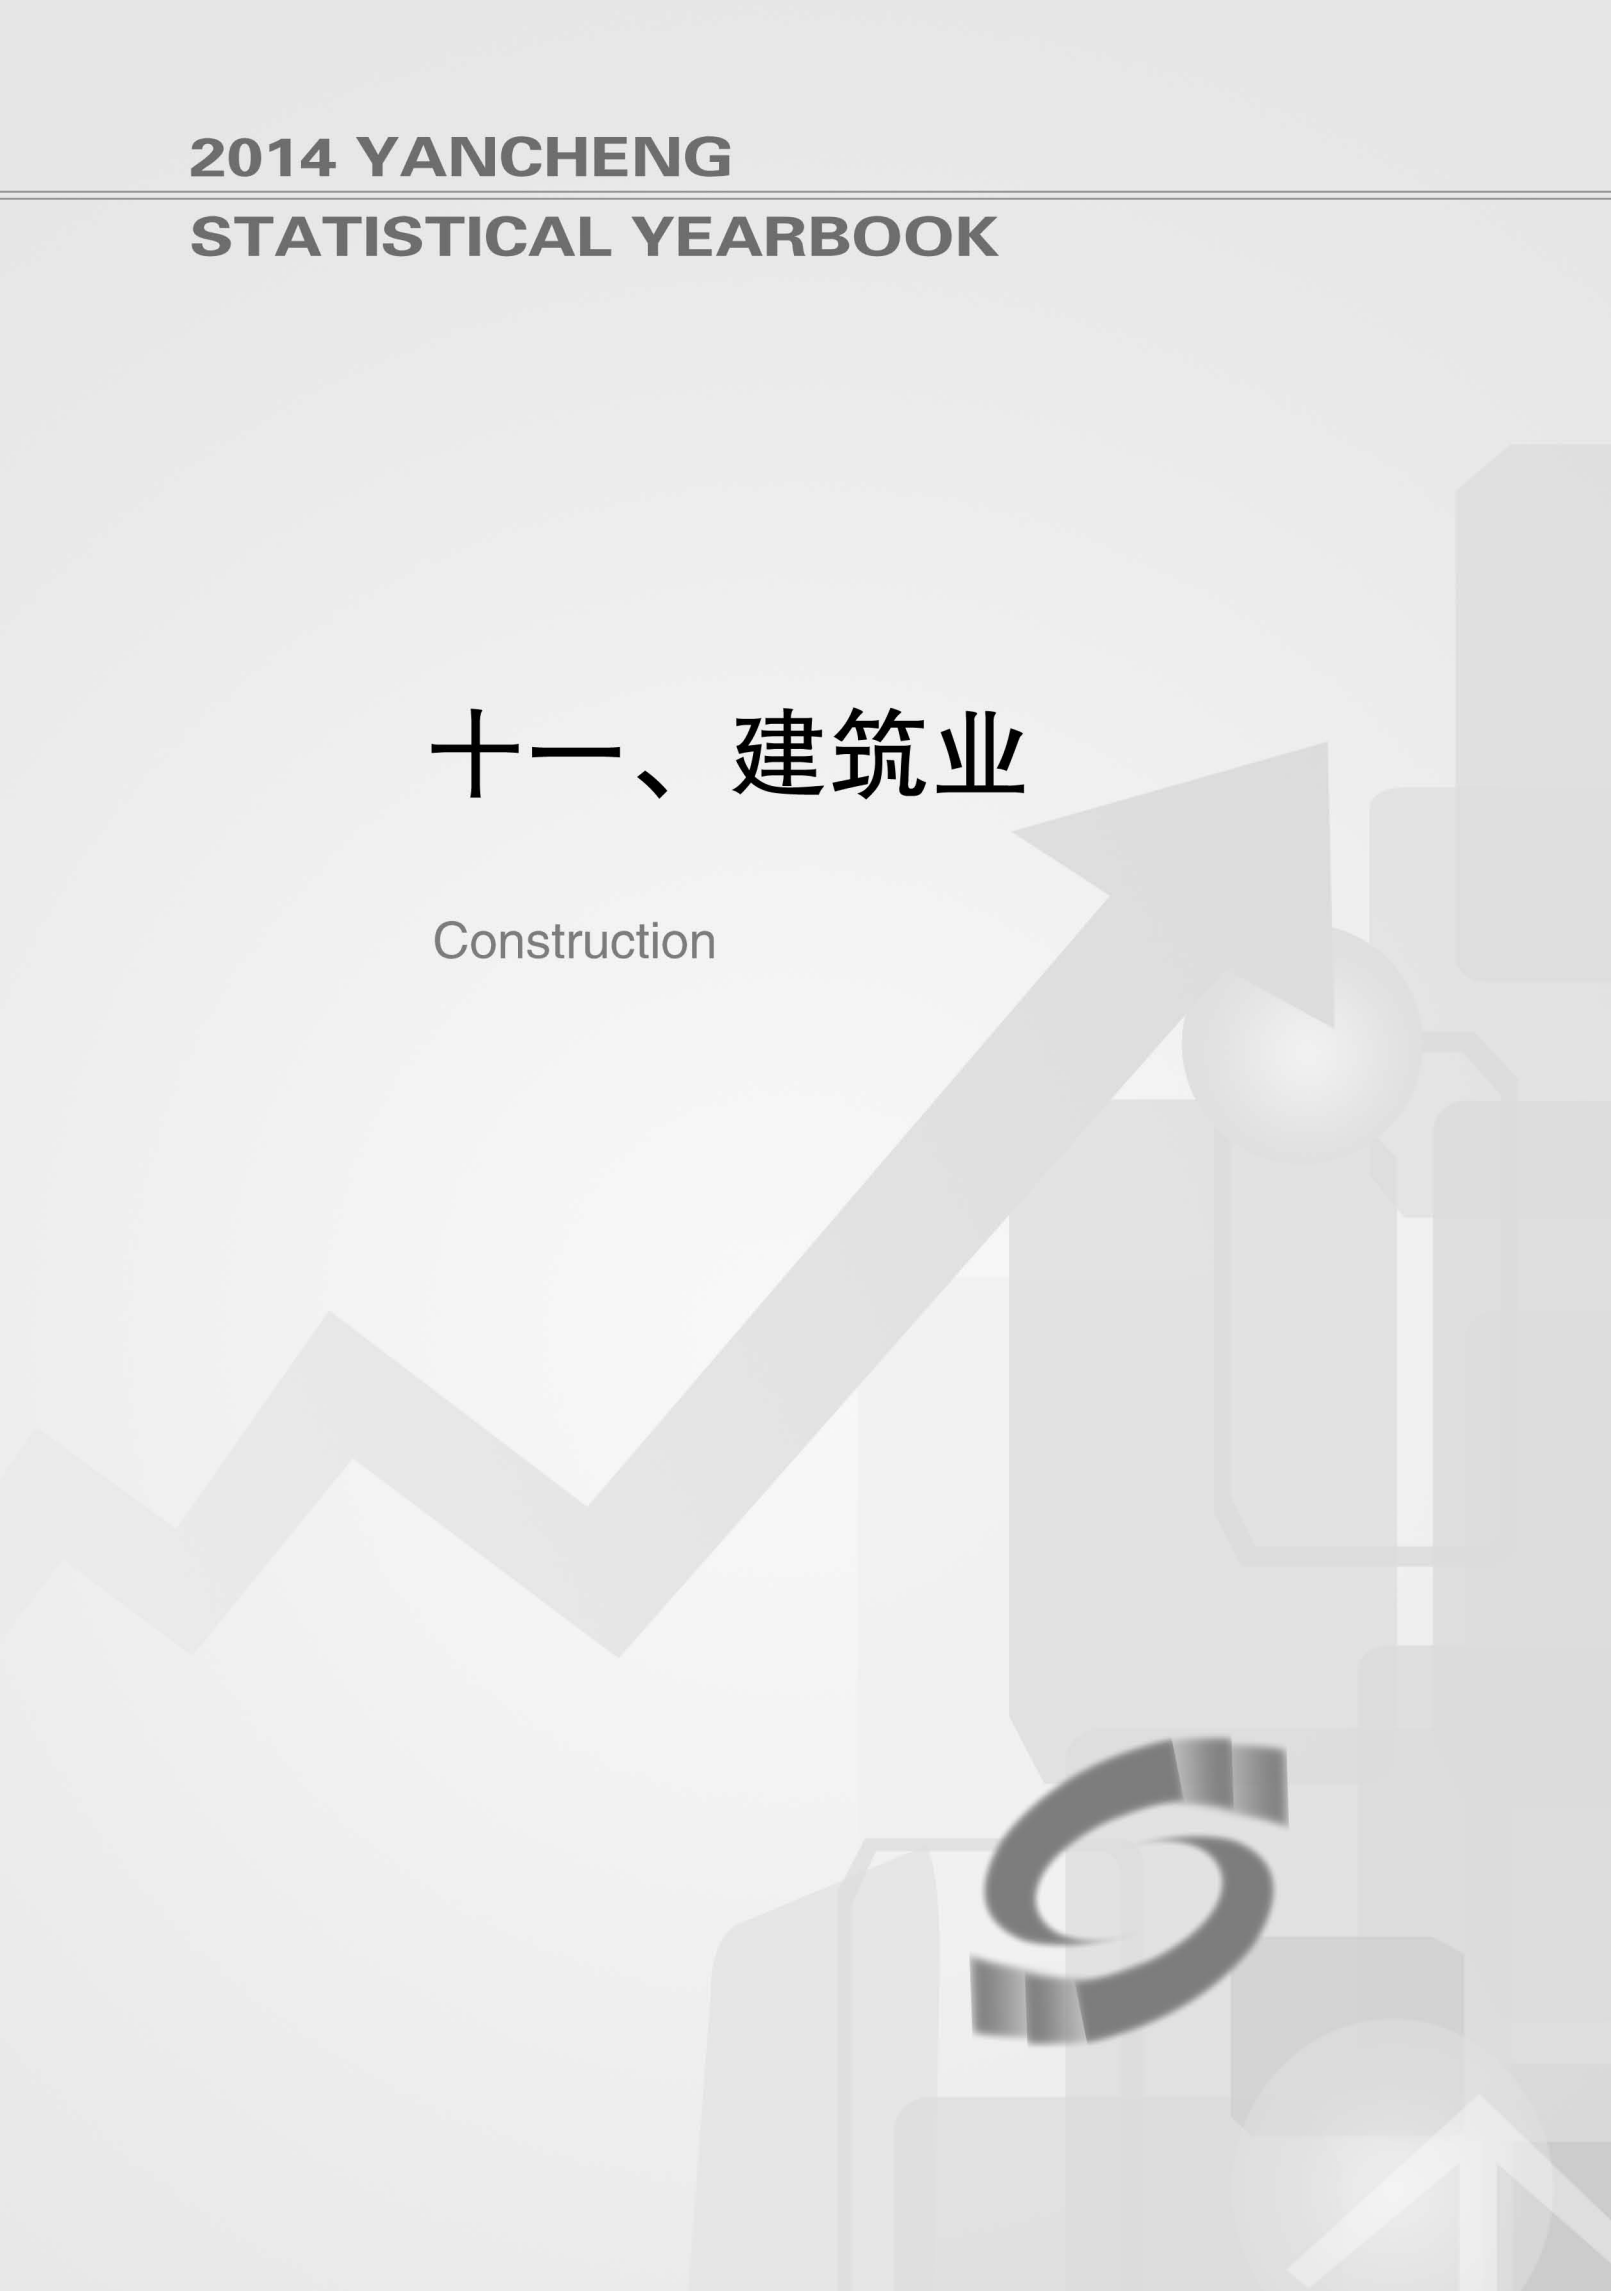 2014 YANCHENG
STATISTICAL YEARBOOK
十一、建筑业
Construction